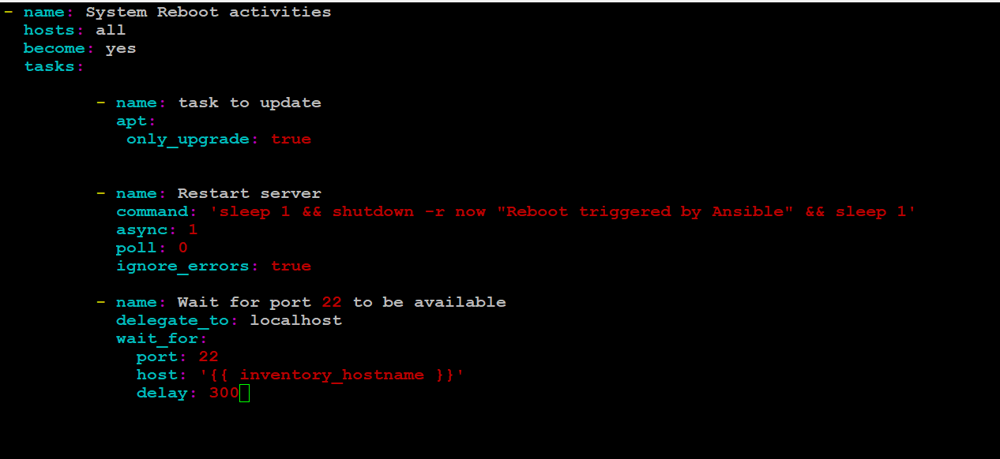 - name: System Reboot activities
  hosts: all
  become: yes
  tasks:

         - name: task to update
           apt:
            only_upgrade: true


         - name: Restart server
           command: 'sleep 1 && shutdown -r now "Reboot triggered by Ansible" && sleep 1'
           async: 1
           poll: 0
           ignore_errors: true

         - name: Wait for port 22 to be available
           delegate_to: localhost
           wait_for:
             port: 22
             host: '{{ inventory_hostname }}'
             delay: 300